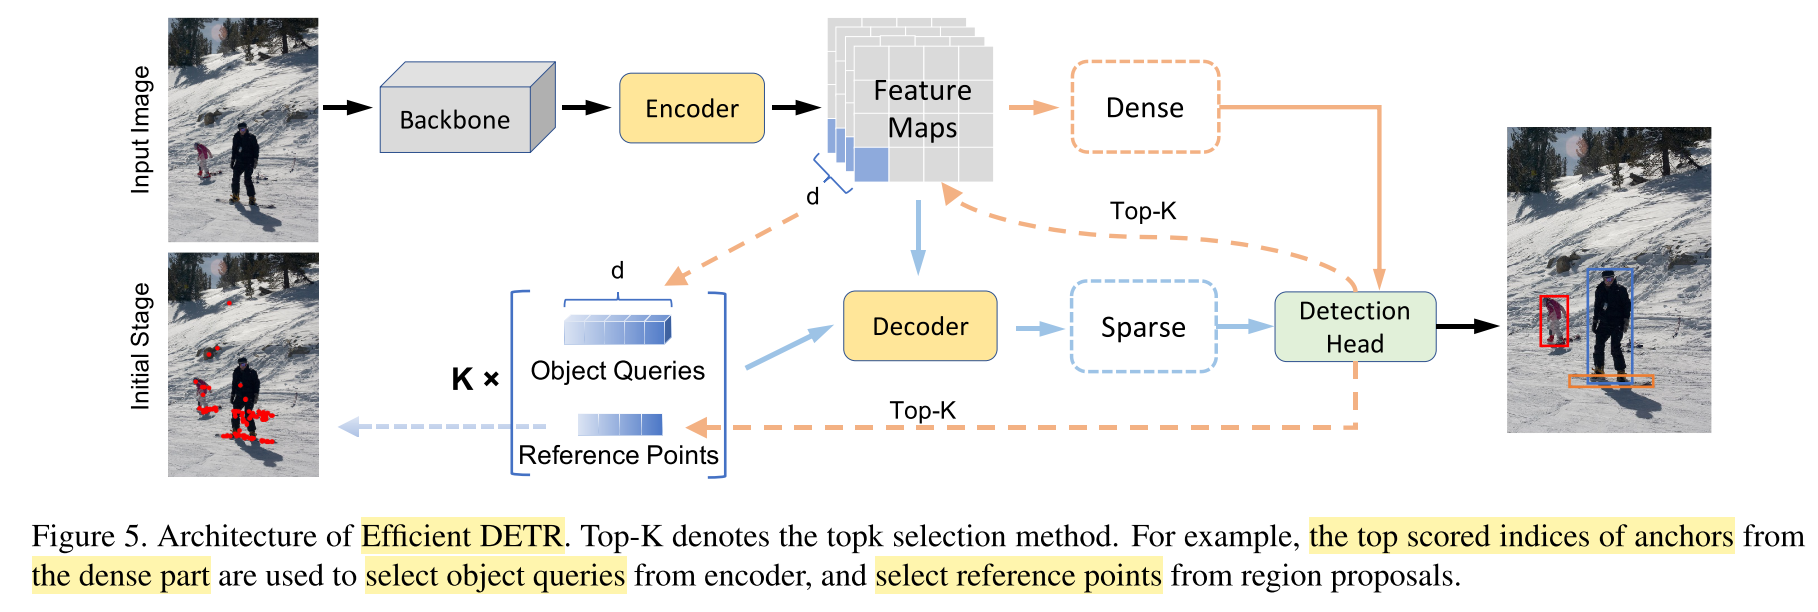 Input Image
Backbone
Encoder
Feature
Maps
Dense
d
Top-K
Initial Stage
d
K ×
Object Queries
Reference Points
Decoder
Sparse
Detection
Head
Top-K
Figure 5. Architecture of Efficient DETR. Top-K denotes the topk selection method. For example, the top scored indices of anchors from
the dense part are used to select object queries from encoder, and select reference points from region proposals.